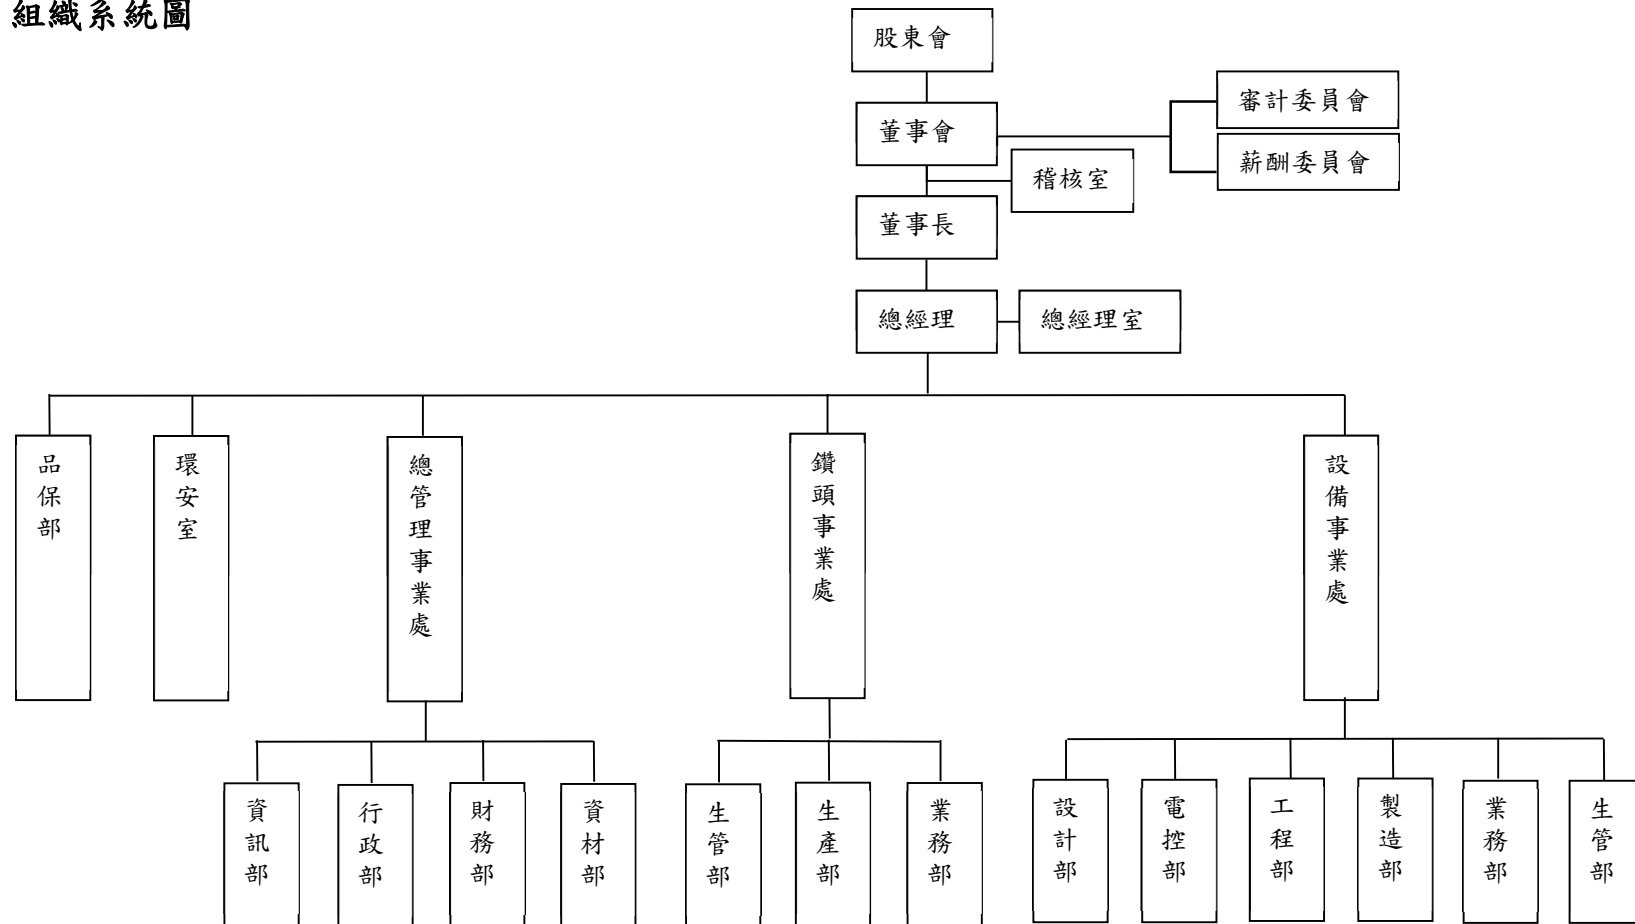 組織系統圖
股東會
董事會
審計委員會
薪酬委員會
稽核室
董事長
總經理
總經理室
品保部
環安室
總管理事業處
鑽頭事業處
設備事業處
資訊部
行政部
財務部
資材部
生管部
生產部
業務部
設計部
電控部
工程部
製造部
業務部
生管部